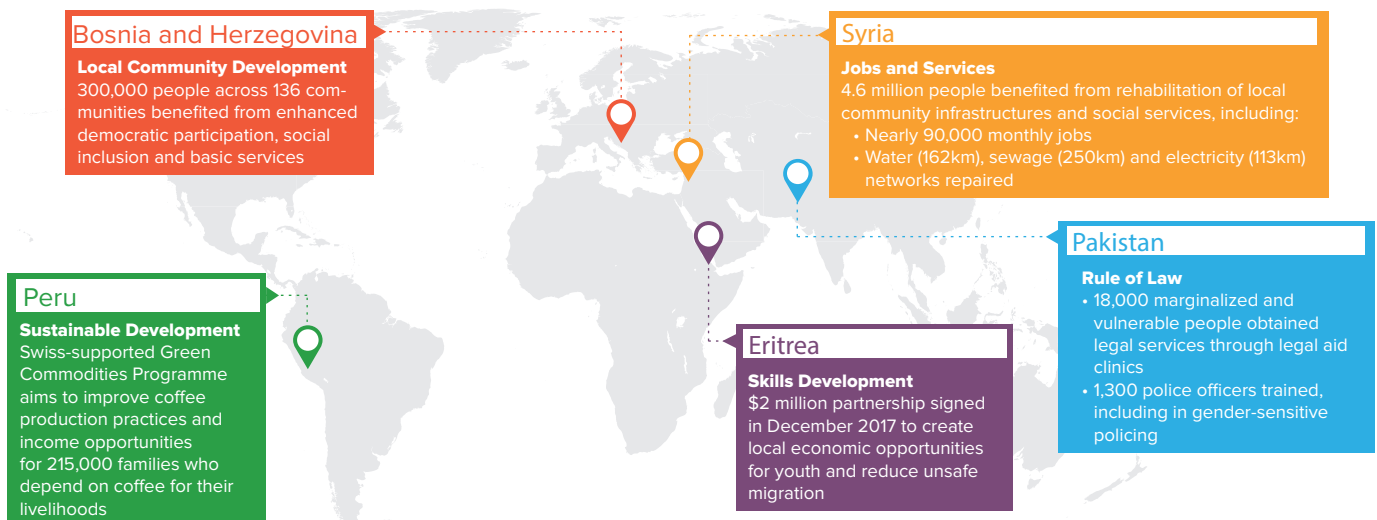 Bosnia and Herzegovina
Local Community Development
300,000 people across 136 com-
munities benefited from enhanced
democratic participation, social
inclusion and basic services
Syria
Jobs and Services
4.6 million people benefited from rehabilitation of local
community infrastructures and social services, including:
• Nearly 90,000 monthly jobs
• Water (162km), sewage (250km) and electricity (113km)
networks repaired
Pakistan
Rule of Law
• 18,000 marginalized and
vulnerable people obtained
legal services through legal aid
clinics
• 1,300 police officers trained,
including in gender-sensitive
policing
Peru
Sustainable Development
Swiss-supported Green
Commodities Programme
aims to improve coffee
production practices and
income opportunities
for 215,000 families who
depend on coffee for their
livelihoods
Eritrea
Skills Development
$2 million partnership signed
in December 2017 to create
local economic opportunities
for youth and reduce unsafe
migration